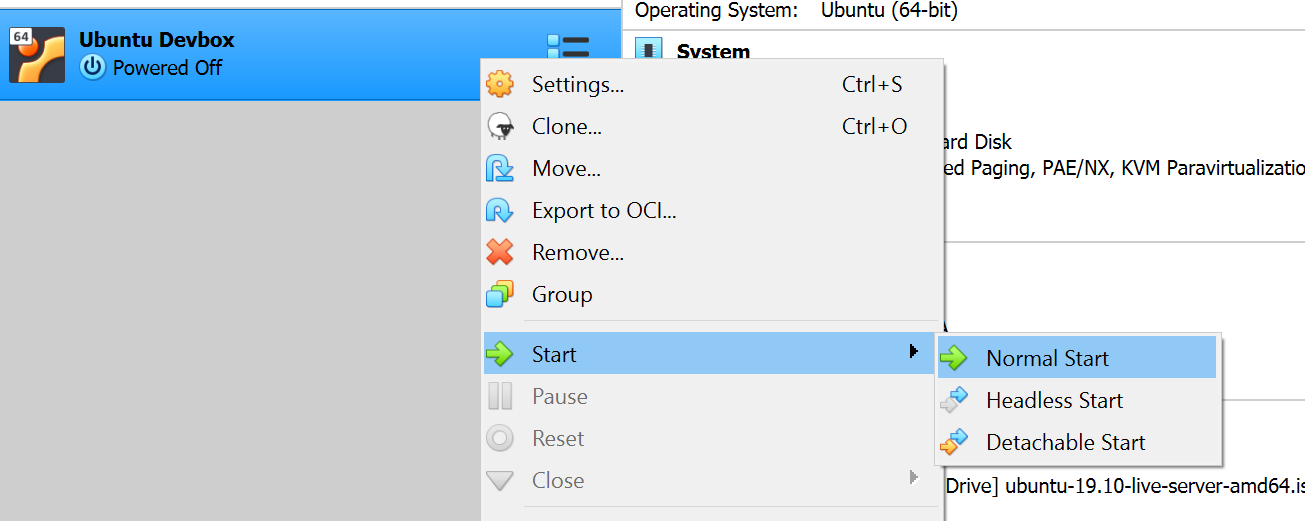 Operating System: Ubuntu (64-bit)
64
Ubuntu Devbox
Powered Off
System
Settings... Ctrl+S
Clone... Ctrl+O
Move...
Export to OCI...
Remove...
Group
Start
Pause
Reset
Close
ard Disk
ed Paging, PAE/NX, KVM Paravirtualizatio
Normal Start
Headless Start
Detachable Start
Drive] ubuntu-19.10-live-server-amd64.is